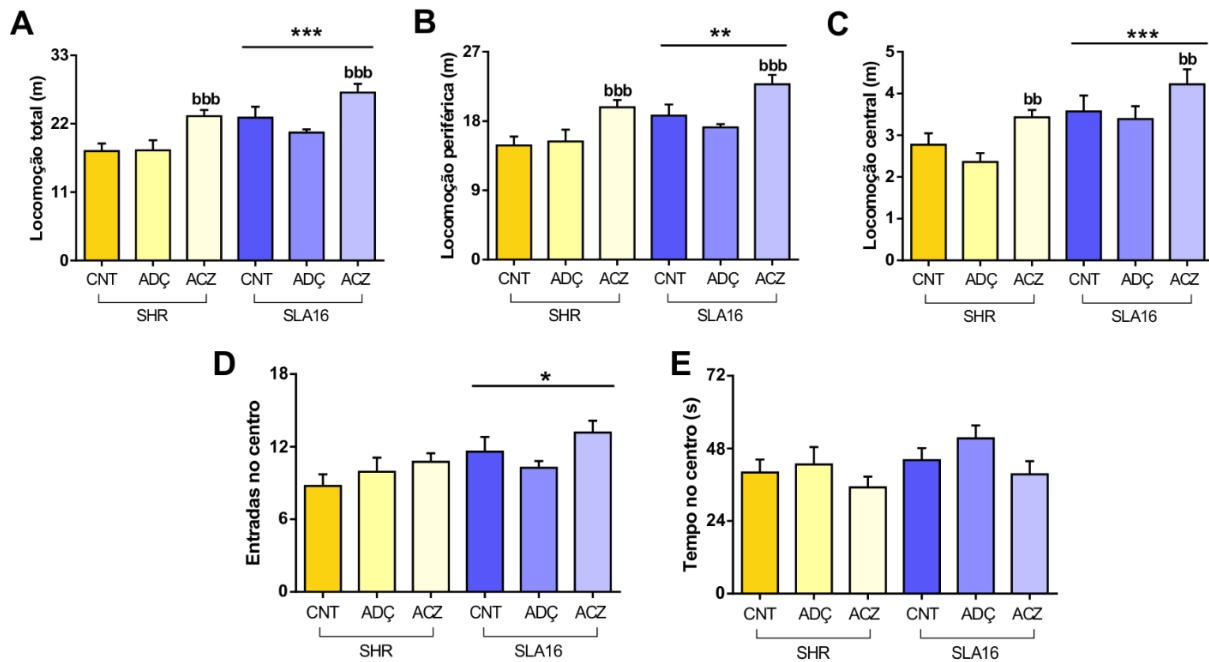 A
Locomoção total (m)
33
22
11
0
bbb
***
bbb
CNT ADÇ ACZ CNT ADÇ ACZ
SHR SLA16
B
Locomoção periférica (m)
27
18
9
0
bbb
**
bbb
CNT ADÇ ACZ CNT ADÇ ACZ
SHR SLA16
C
Locomoção central (m)
5
4
3
2
1
0
bb
***
bb
CNT ADÇ ACZ CNT ADÇ ACZ
SHR SLA16
D
Entradas no centro
18
12
6
0
*
CNT ADÇ ACZ CNT ADÇ ACZ
SHR SLA16
E
Tempo no centro (s)
72
48
24
0
CNT ADÇ ACZ CNT ADÇ ACZ
SHR SLA16